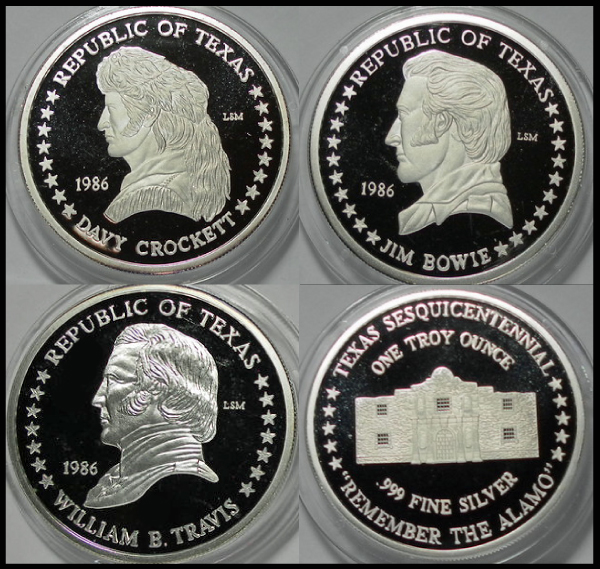 REPUBLIC OF TEXAS
LSM
1986
DAVY CROCKETT
REPUBLIC OF TEXAS
LSM
1986
JIM BOWIE
REPUBLIC OF TEXAS
LSM
1986
WILLIAM B. TRAVIS
TEXAS SESQUICENTENNIAL
ONE TROY OUNCE
.999 FINE SILVER
"REMEMBER THE ALAMO"